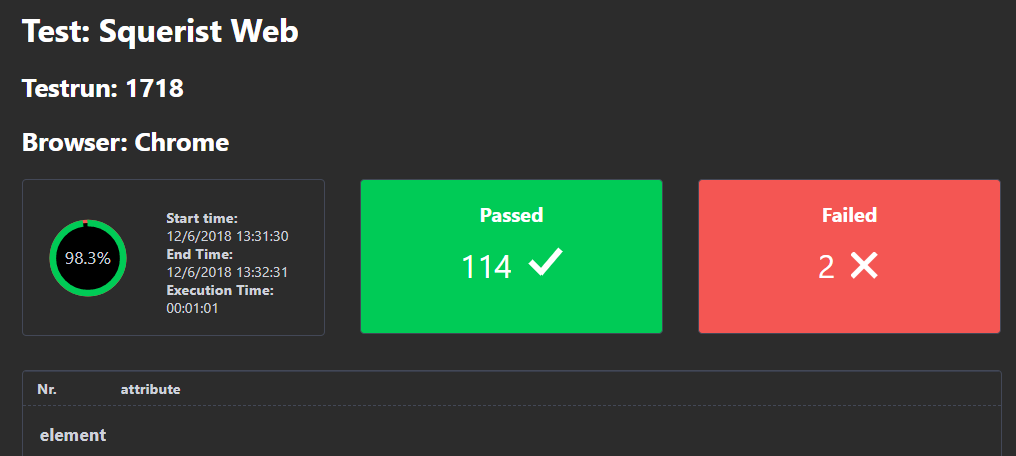 Test: Squerist Web
Testrun: 1718
Browser: Chrome
98.3%
Start time:
12/6/2018 13:31:30
End Time:
12/6/2018 13:32:31
Execution Time:
00:01:01
Passed
114
Failed
2
Nr. attribute
element